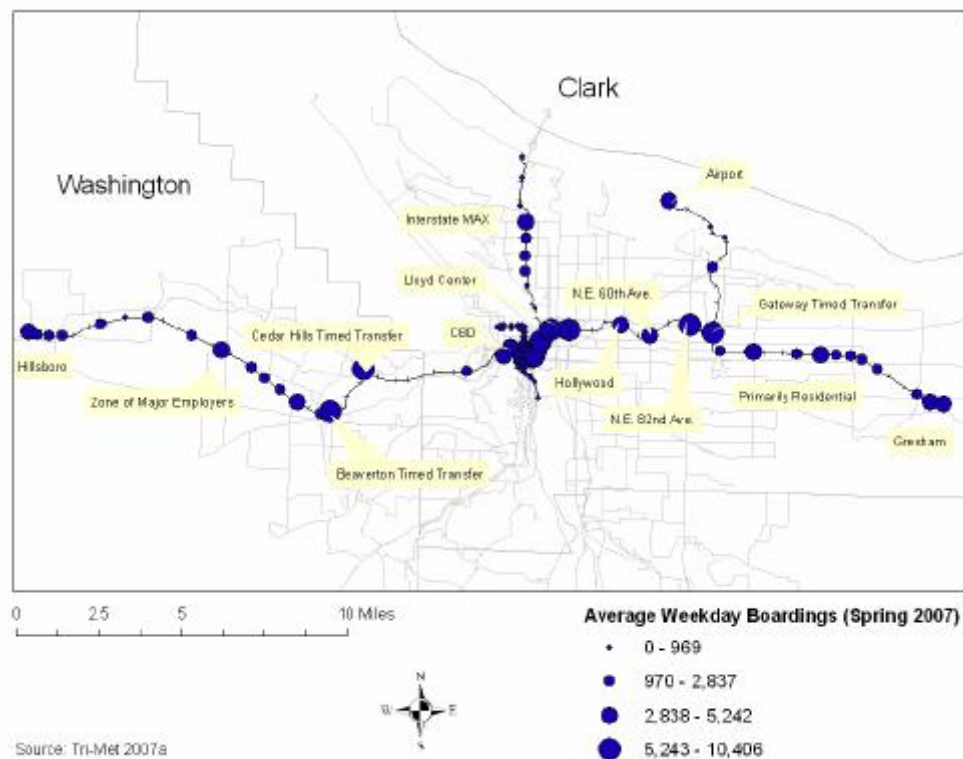 Clark
Washington
Airport
Interstate MAX
Lloyd Center
N.E. 60th Ave.
Gateway Timed Transfer
Cedar Hills Timed Transfer
CBD
Hillsboro
Hollywood
Zone of Major Employers
Primarily Residential
N.E. 82nd Ave.
Gresham
Beaverton Timed Transfer
0 2.5 5 10 Miles
Average Weekday Boardings (Spring 2007)
0 - 969
970 - 2,837
2,838 - 5,242
5,243 - 10,406
N
W E
S
Source: Tri-Met 2007a